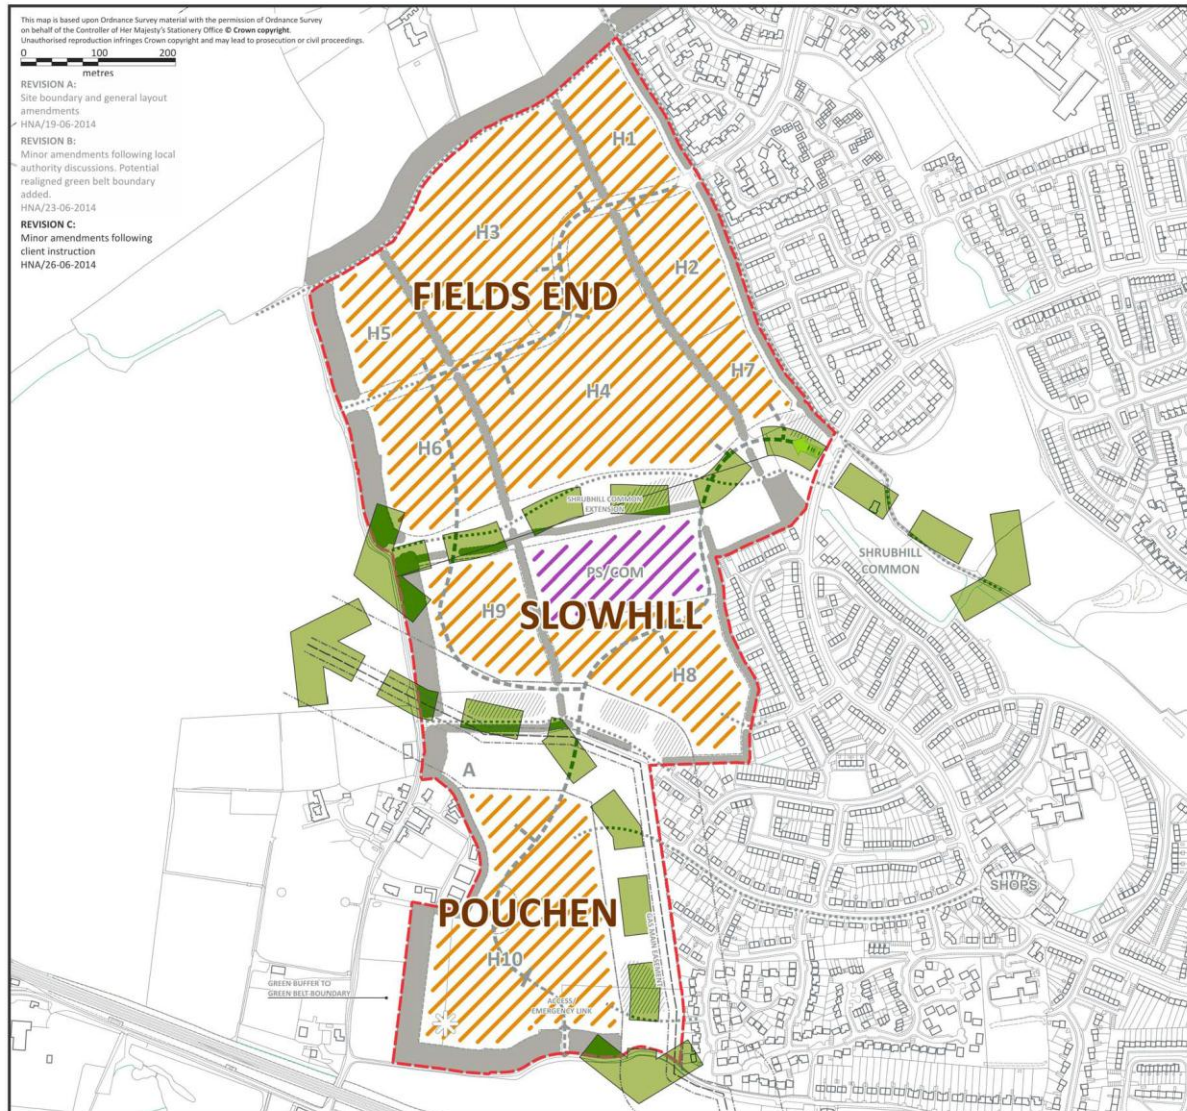 This map is based upon Ordnance Survey material with the permission of Ordnance Survey
on behalf of the Controller of Her Majesty's Stationery Office © Crown copyright.
Unauthorised reproduction infringes Crown copyright and may lead to prosecution or civil proceedings.
0 100 200
metres
REVISION A:
Site boundary and general layout
amendments
HNA/19-06-2014
REVISION B:
Minor amendments following local
authority discussions. Potential
realigned green belt boundary
added.
HNA/23-06-2014
REVISION C:
Minor amendments following
client instruction
HNA/26-06-2014
H1
H3
H2
FIELDS END
H5
H7
H4
H6
IN
SHRUBHILL COMMON
EXTENSION
SHRUBHILL
COMMON
PS/COM
H9
SLOWHILL
H8
A
SHOPS
POUCHEN
GAS MAIN EASEMENT
H10
GREEN BUFFER TO
GREEN BELT BOUNDARY
ACCESS/
EMERGENCY LINK